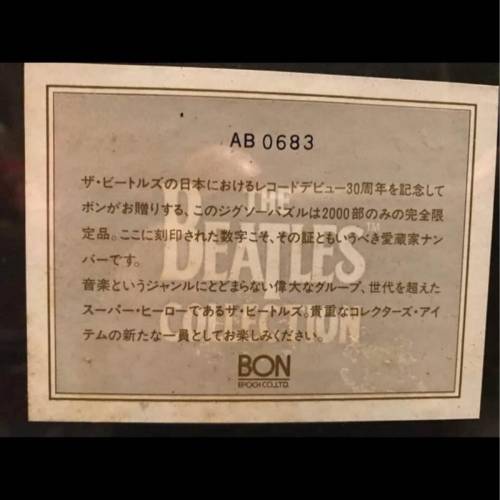 AB 0683
ザ・ビートルズの日本におけるレコードデビュー30周年を記念して
ボンがお贈りする、このジグソーパズルは2000部のみの完全限
定品。ここに刻印された数字こそ、その証ともいうべき愛蔵家ナン
バーです。
音楽というジャンルにとどまらない偉大なグループ、世代を超えた
スーパー・ヒーローであるザ・ビートルズ。貴重なコレクターズ・アイ
テムの新たな一員としてお楽しみください。
THE
BEATLES™
COLLECTION
BON
EPOCH CO.,LTD.